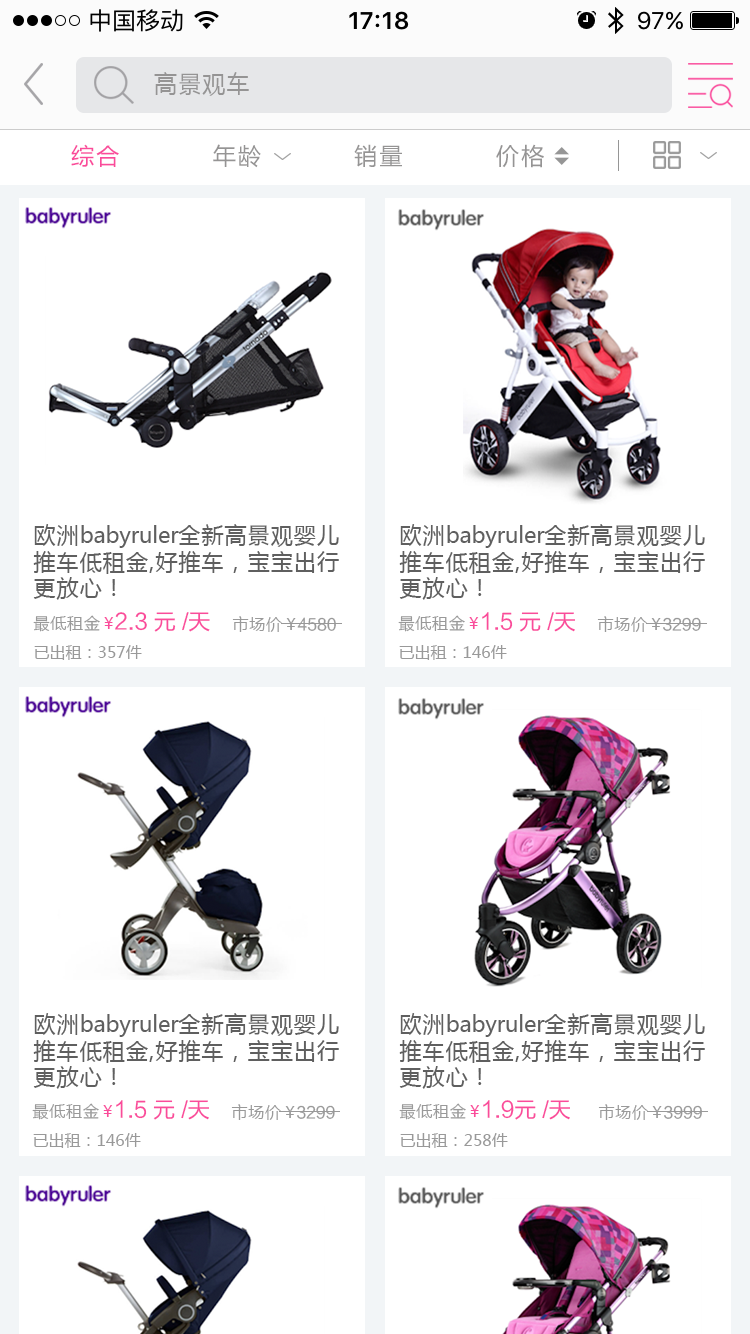 中国移动 17:18 97%
高景观车
综合 年龄 销量 价格
babyruler
tomado
欧洲babyruler全新高景观婴儿
推车低租金,好推车，宝宝出行
更放心！
最低租金 ¥2.3 元 /天 市场价 ¥4580
已出租：357件
babyruler
欧洲babyruler全新高景观婴儿
推车低租金,好推车，宝宝出行
更放心！
最低租金 ¥1.5 元 /天 市场价 ¥3299
已出租：146件
babyruler
欧洲babyruler全新高景观婴儿
推车低租金,好推车，宝宝出行
更放心！
最低租金 ¥1.5 元 /天 市场价 ¥3299
已出租：146件
babyruler
babyruler
欧洲babyruler全新高景观婴儿
推车低租金,好推车，宝宝出行
更放心！
最低租金 ¥1.9元 /天 市场价 ¥3999
已出租：258件
babyruler
babyruler